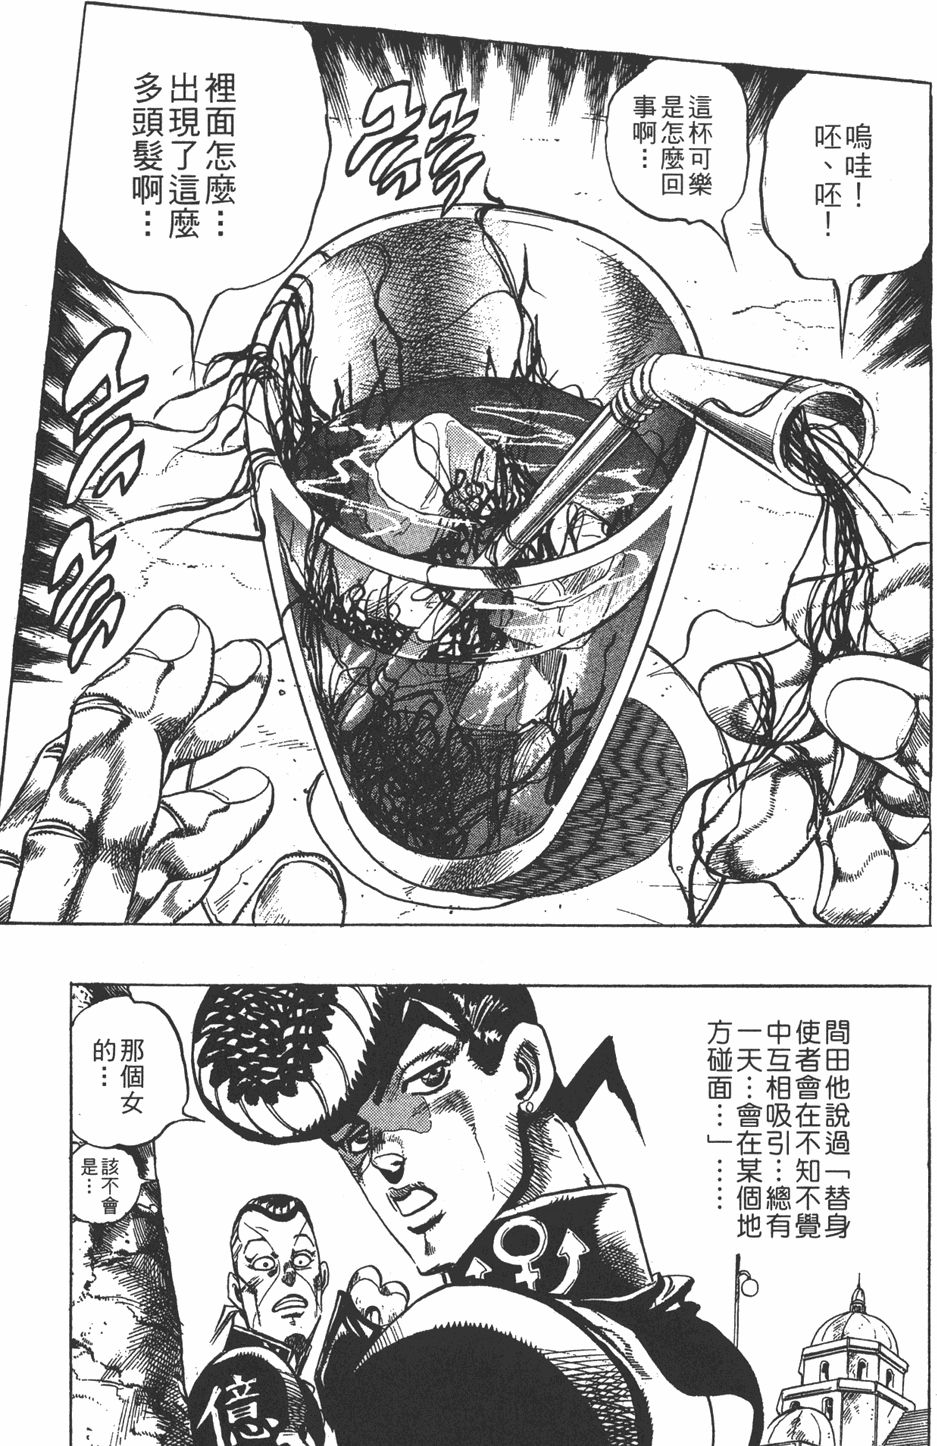 嗚哇！
呸、呸！
這杯可樂
是怎麼回
事啊…
裡面怎麼…
出現了這麼
多頭髮啊…
間田他說過「替身
使者會在不知不覺
中互相吸引…總有
一天…會在某個地
方碰面…」……
那個女
的…
該不會
是…
億